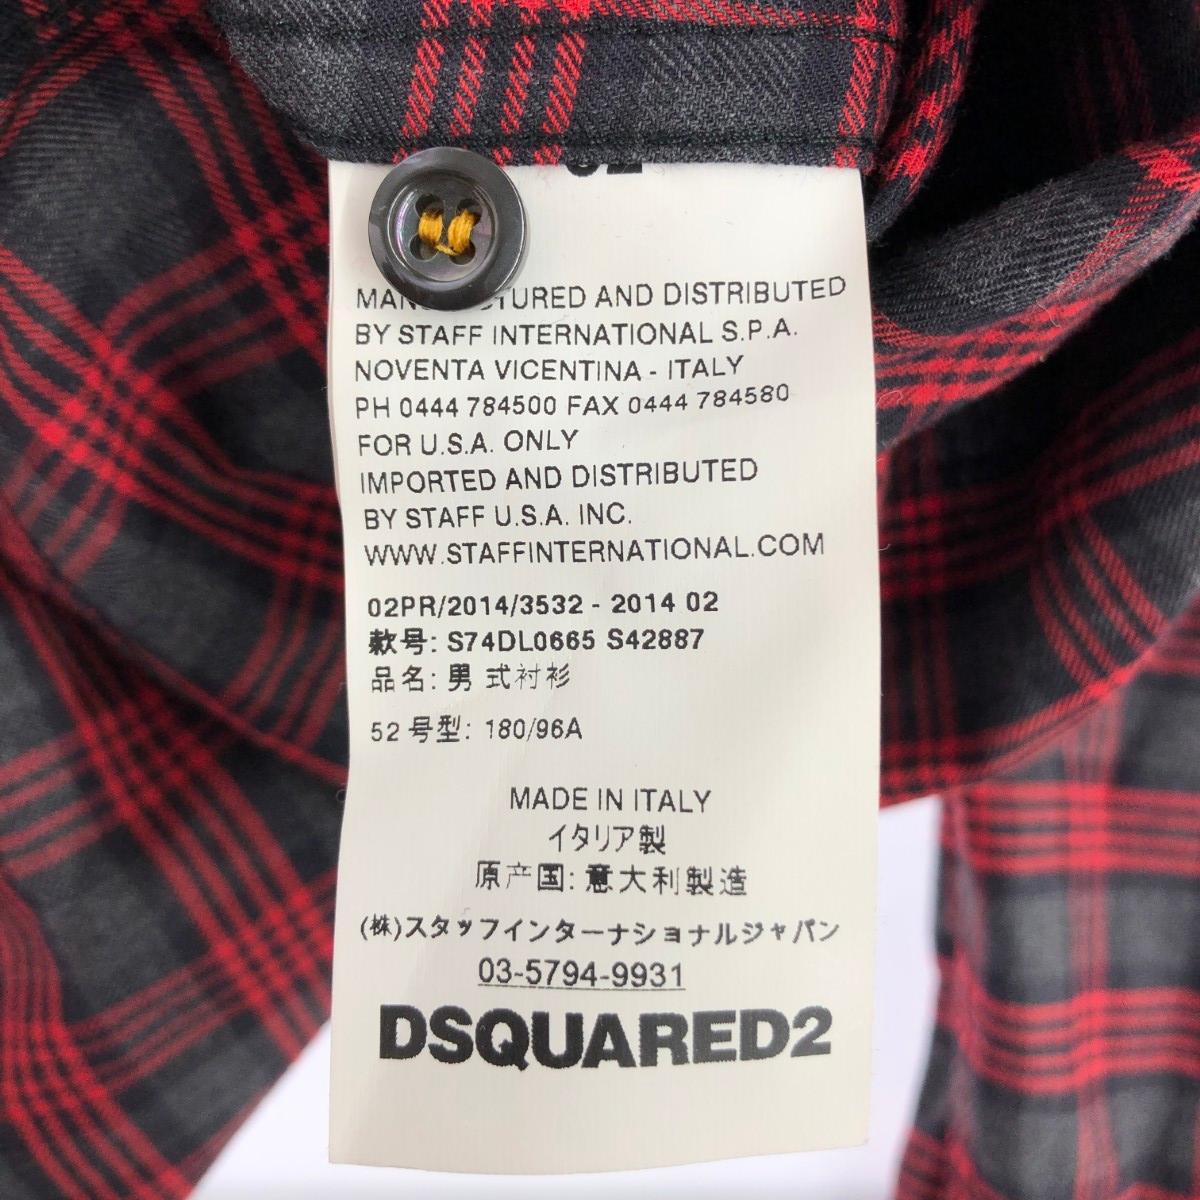 MANUFACTURED AND DISTRIBUTED
BY STAFF INTERNATIONAL S.P.A.
NOVENTA VICENTINA - ITALY
PH 0444 784500 FAX 0444 784580
FOR U.S.A. ONLY
IMPORTED AND DISTRIBUTED
BY STAFF U.S.A. INC.
WWW.STAFFINTERNATIONAL.COM
02PR/2014/3532 - 2014 02
款号: S74DL0665 S42887
品名: 男 式衬衫
52 号型: 180/96A
MADE IN ITALY
イタリア製
原产国: 意大利製造
(株)スタッフインターナショナルジャパン
03-5794-9931
DSQUARED2